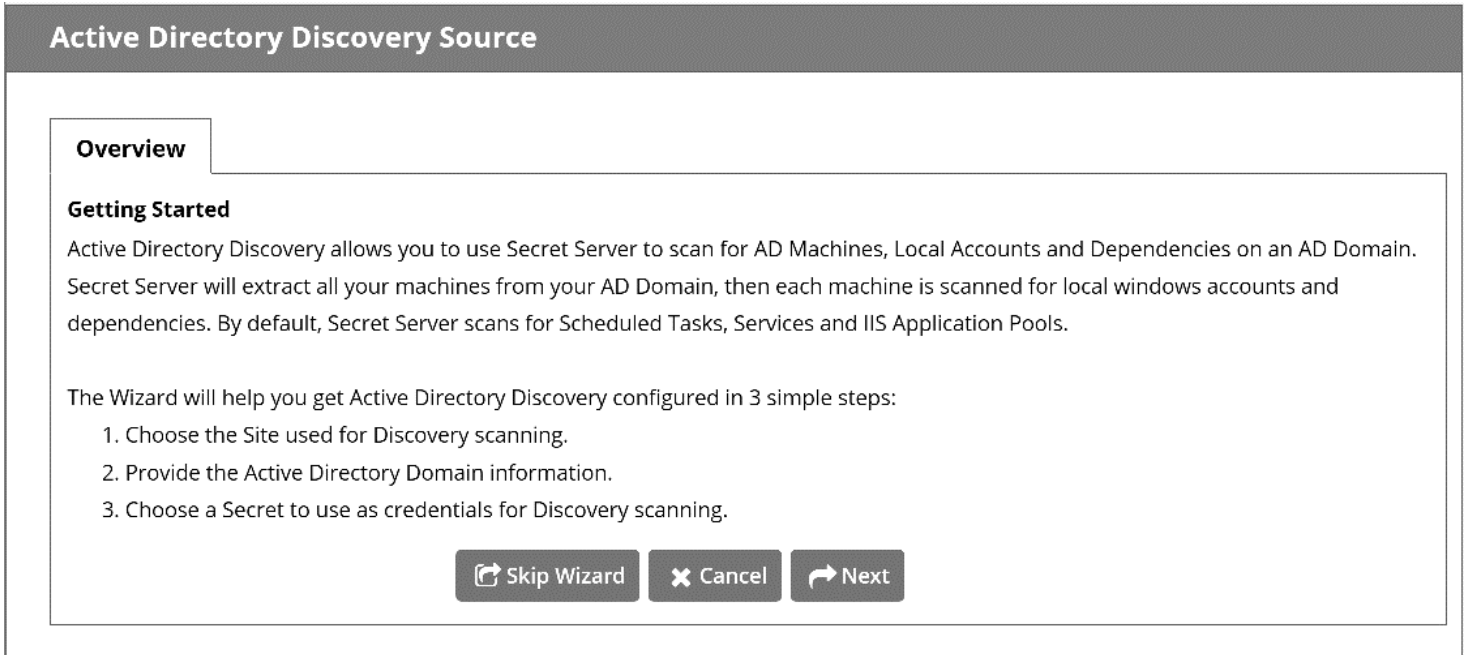 Active Directory Discovery Source
Overview
Getting Started
Active Directory Discovery allows you to use Secret Server to scan for AD Machines, Local Accounts and Dependencies on an AD Domain.
Secret Server will extract all your machines from your AD Domain, then each machine is scanned for local windows accounts and
dependencies. By default, Secret Server scans for Scheduled Tasks, Services and IIS Application Pools.
The Wizard will help you get Active Directory Discovery configured in 3 simple steps:
1. Choose the Site used for Discovery scanning.
2. Provide the Active Directory Domain information.
3. Choose a Secret to use as credentials for Discovery scanning.
Skip Wizard Cancel Next